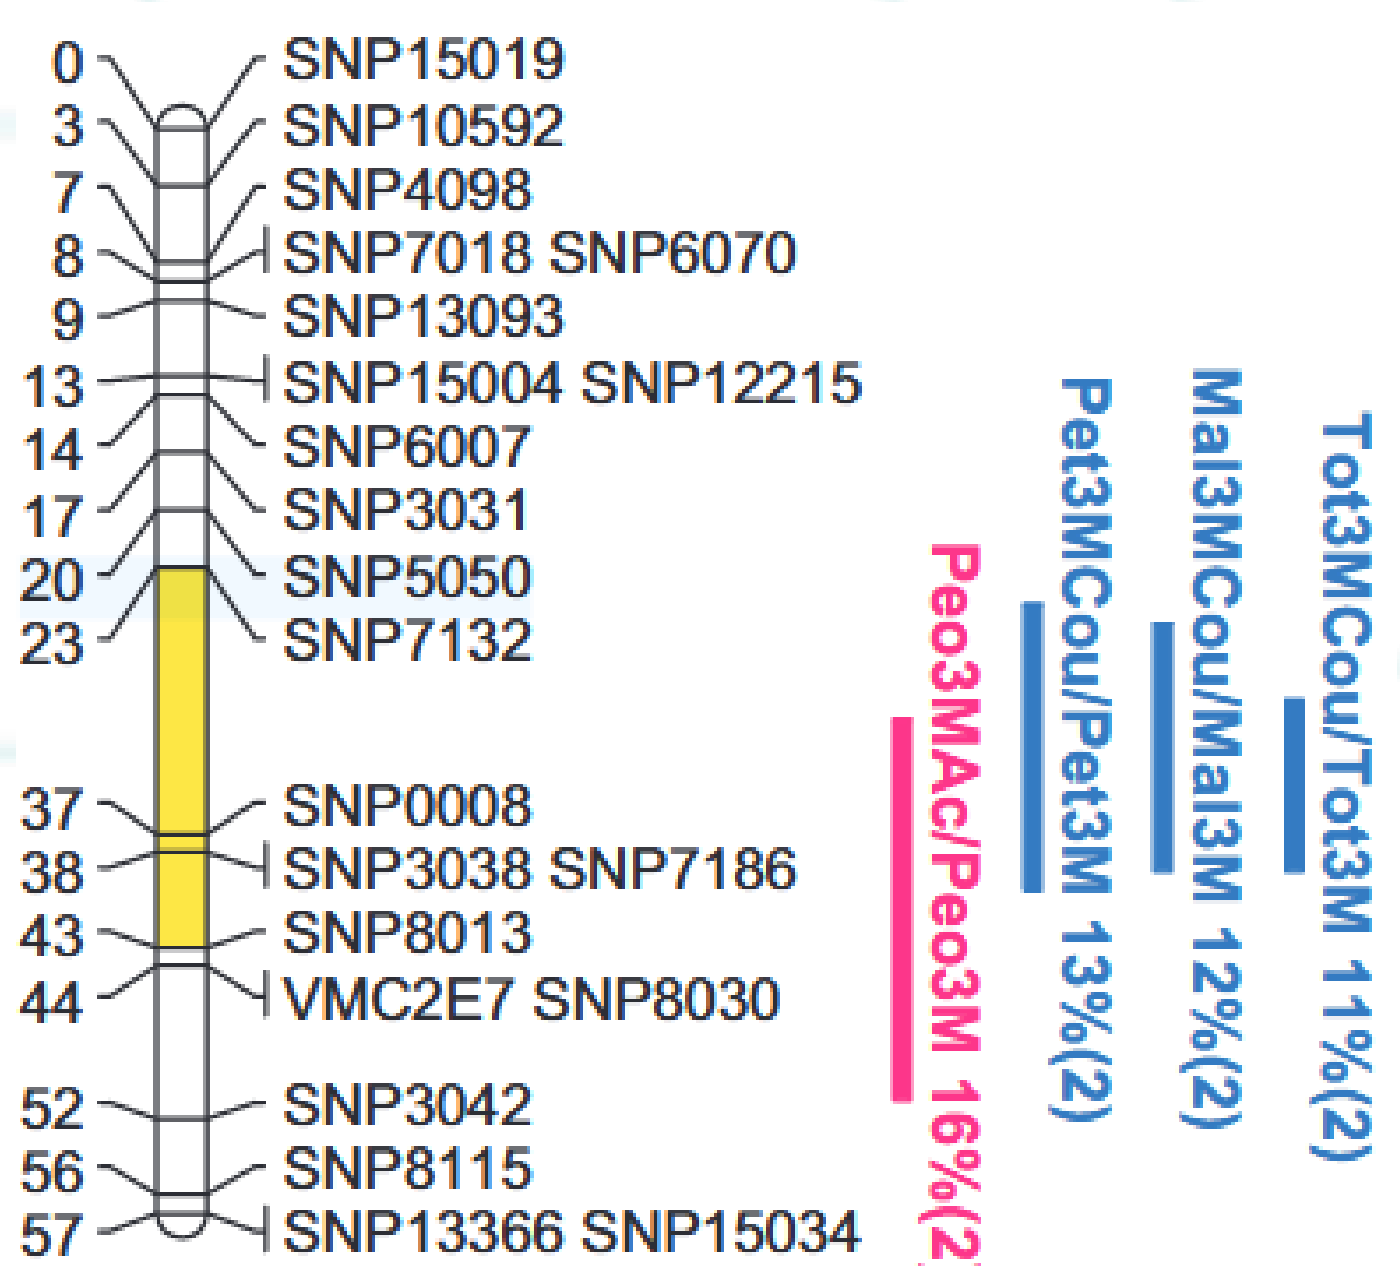 0 SNP15019
3 SNP10592
7 SNP4098
8 SNP7018 SNP6070
9 SNP13093
13 SNP15004 SNP12215
14 SNP6007
17 SNP3031
20 SNP5050
23 SNP7132
37 SNP0008
38 SNP3038 SNP7186
43 SNP8013
44 VMC2E7 SNP8030
52 SNP3042
56 SNP8115
57 SNP13366 SNP15034
Peo3MAc/Peo3M 16%(2
Pet3MCou/Pet3M 13%(2)
Mal3MCou/Mal3M 12%(2)
Tot3MCou/Tot3M 11%(2)